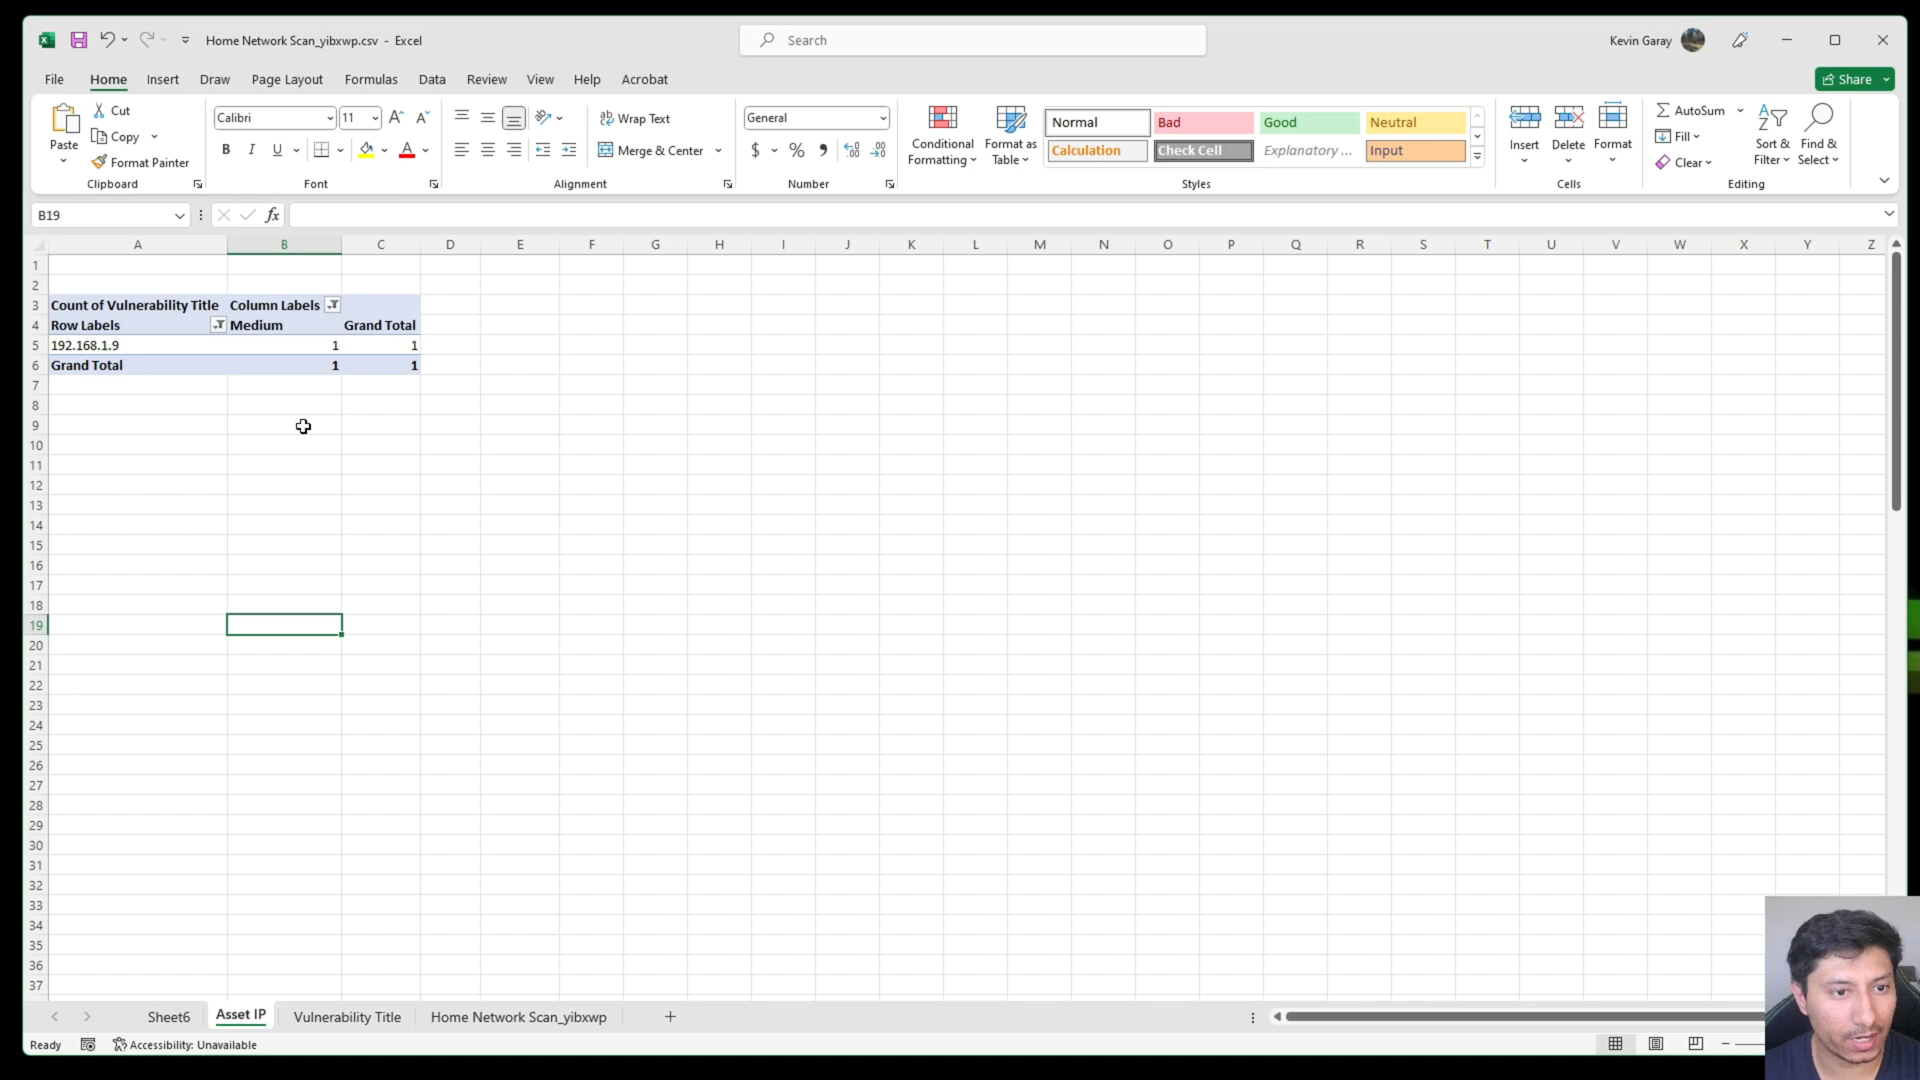 Home Network Scan_yibxwp.csv - Excel
Search
Kevin Garay
File Home Insert Draw Page Layout Formulas Data Review View Help Acrobat
Share
Paste
Cut
Copy
Format Painter
Clipboard
Calibri 11
B I U
Font
Wrap Text
Merge & Center
Alignment
General
$ % 9
Number
Conditional Formatting
Format as Table
Normal Bad Good Neutral
Calculation Check Cell Explanatory ... Input
Styles
Insert Delete Format
Cells
AutoSum
Fill
Clear
Sort & Filter
Find & Select
Editing
B19 fx
A B C D E F G H I J K L M N O P Q R S T U V W X Y Z
1
2
3 Count of Vulnerability Title Column Labels
4 Row Labels Medium Grand Total
5 192.168.1.9 1 1
6 Grand Total 1 1
7
8
9
10
11
12
13
14
15
16
17
18
19
20
21
22
23
24
25
26
27
28
29
30
31
32
33
34
35
36
37
Sheet6 Asset IP Vulnerability Title Home Network Scan_yibxwp
Ready Accessibility: Unavailable